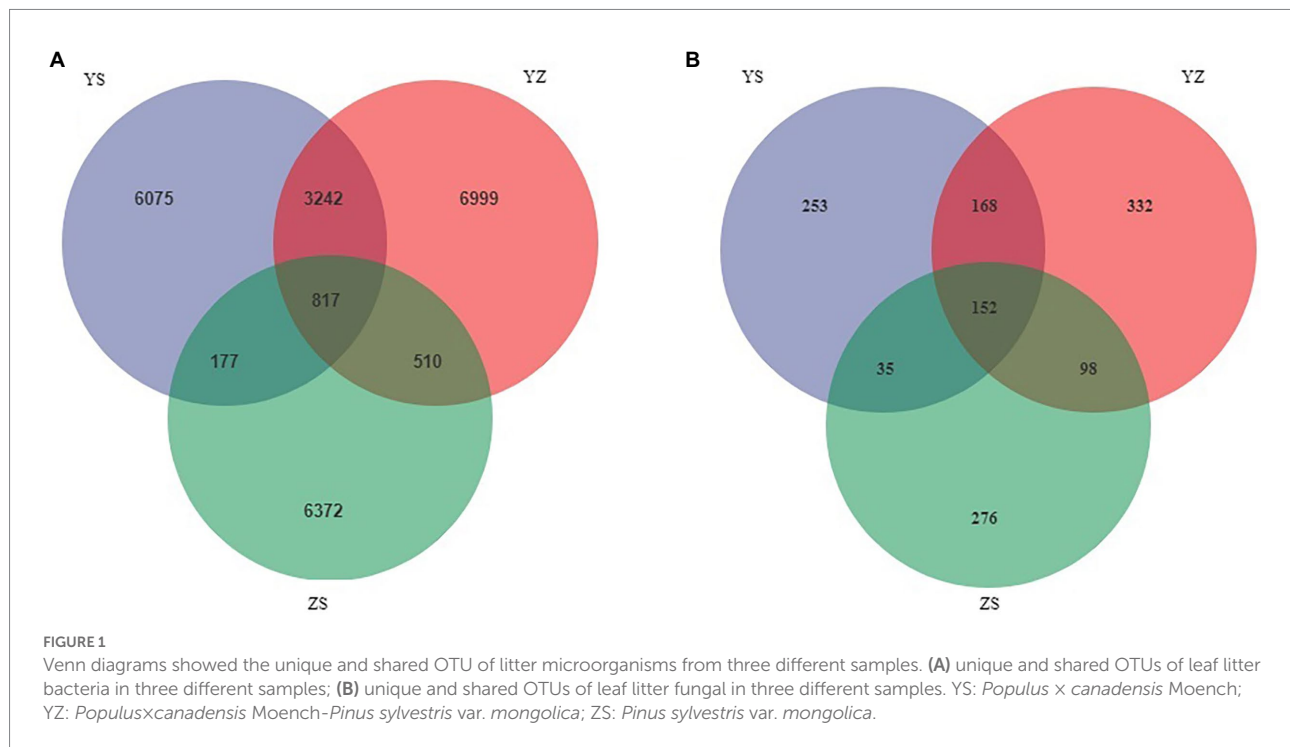 A
YS
YZ
6075
3242
6999
817
177
510
6372
ZS
B
YS
YZ
253
168
332
152
35
98
276
ZS
FIGURE 1
Venn diagrams showed the unique and shared OTU of litter microorganisms from three different samples. (A) unique and shared OTUs of leaf litter
bacteria in three different samples; (B) unique and shared OTUs of leaf litter fungal in three different samples. YS: Populus × canadensis Moench;
YZ: Populus×canadensis Moench-Pinus sylvestris var. mongolica; ZS: Pinus sylvestris var. mongolica.